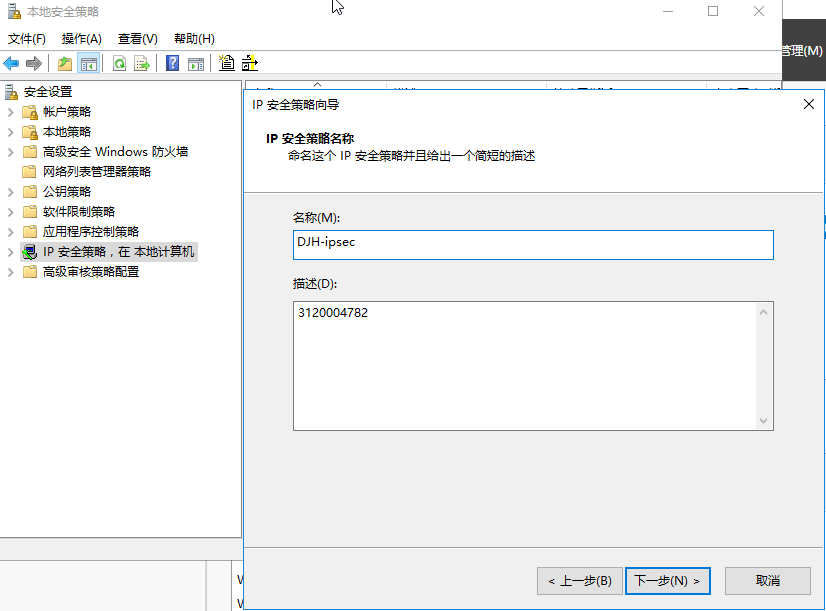 本地安全策略
文件(F) 操作(A) 查看(V) 帮助(H)
管理(M)
安全设置
帐户策略
本地策略
高级安全 Windows 防火墙
网络列表管理器策略
公钥策略
软件限制策略
应用程序控制策略
IP 安全策略，在 本地计算机
高级审核策略配置
IP 安全策略向导
IP 安全策略名称
命名这个 IP 安全策略并且给出一个简短的描述
名称(M):
DJH-ipsec
描述(D):
3120004782
< 上一步(B) 下一步(N) > 取消